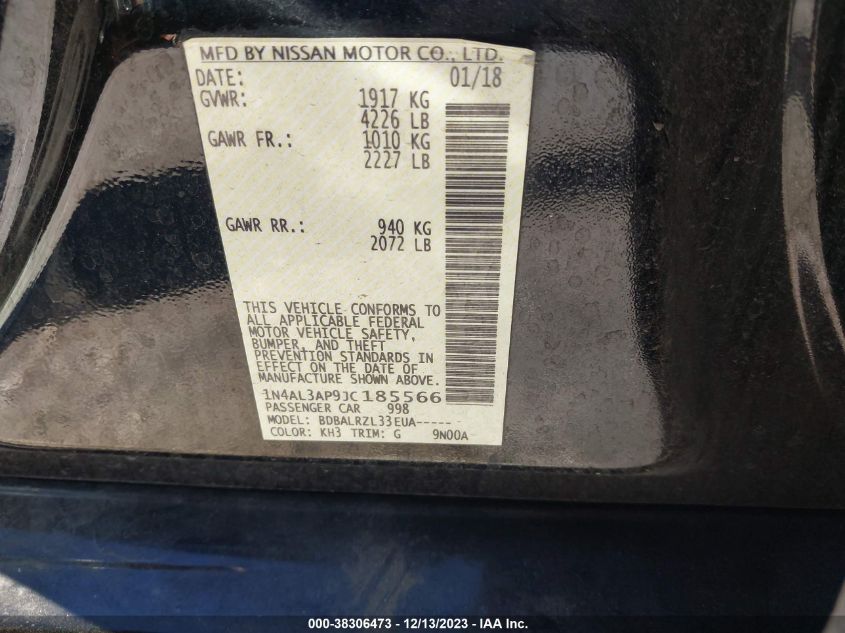 MFD BY NISSAN MOTOR CO., LTD.
DATE: 01/18
GVWR: 1917 KG
4226 LB
GAWR FR.: 1010 KG
2227 LB
GAWR RR.: 940 KG
2072 LB
THIS VEHICLE CONFORMS TO
ALL APPLICABLE FEDERAL
MOTOR VEHICLE SAFETY,
BUMPER, AND THEFT
PREVENTION STANDARDS IN
EFFECT ON THE DATE OF
MANUFACTURE SHOWN ABOVE.
1N4AL3AP9JC185566
PASSENGER CAR 998
MODEL: BDBALRZL33EUA-----
COLOR: KH3 TRIM: G 9N00A
000-38306473 - 12/13/2023 - IAA Inc.